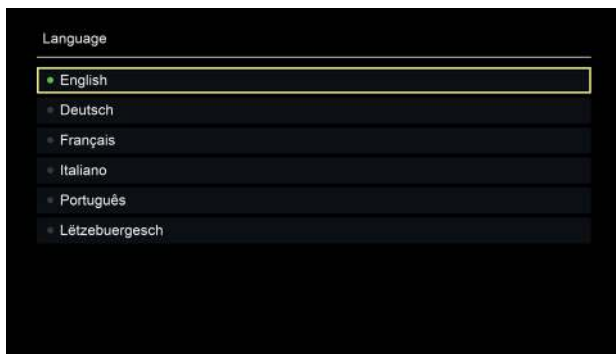 Language
English
Deutsch
Français
Italiano
Português
Lëtzebuergesch